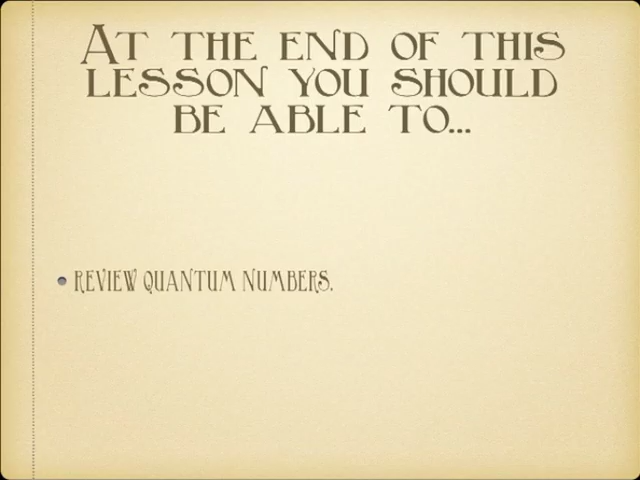 At the end of this
lesson you should
be able to...
• review quantum numbers.